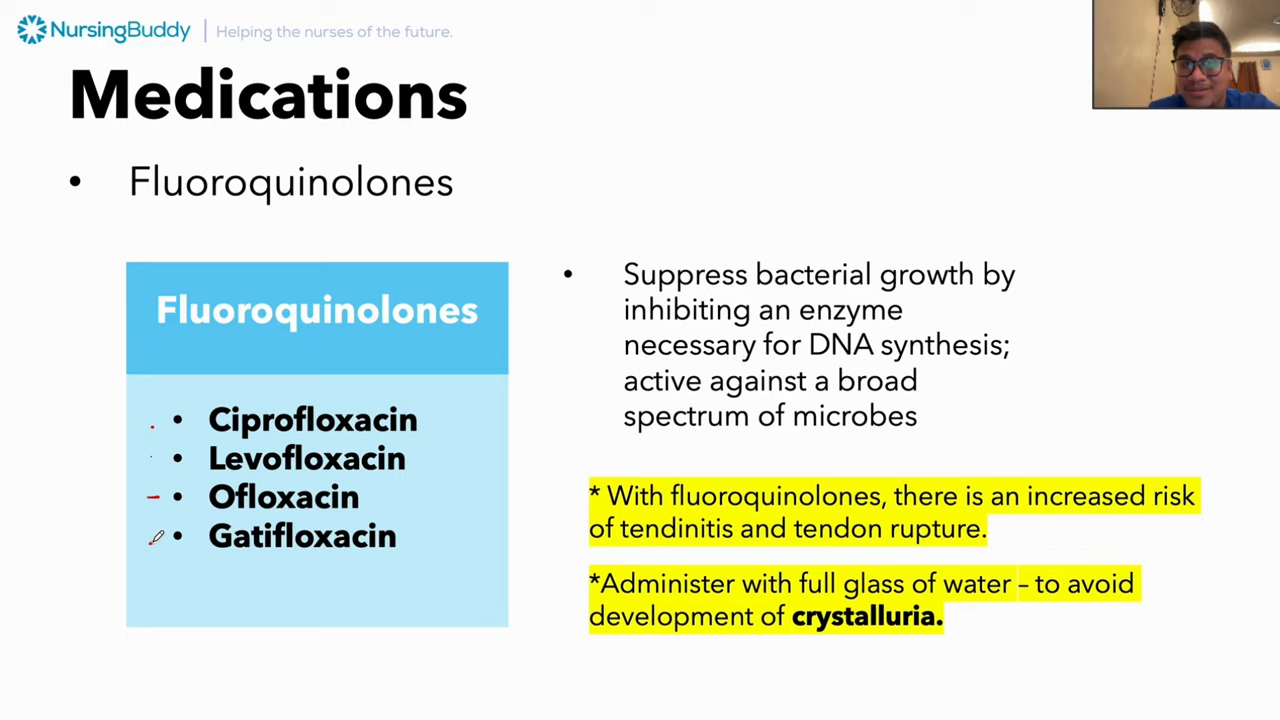 NursingBuddy | Helping the nurses of the future.
Medications
• Fluoroquinolones
Fluoroquinolones
• Ciprofloxacin
• Levofloxacin
• Ofloxacin
• Gatifloxacin
• Suppress bacterial growth by
inhibiting an enzyme
necessary for DNA synthesis;
active against a broad
spectrum of microbes
* With fluoroquinolones, there is an increased risk
of tendinitis and tendon rupture.
*Administer with full glass of water – to avoid
development of crystalluria.